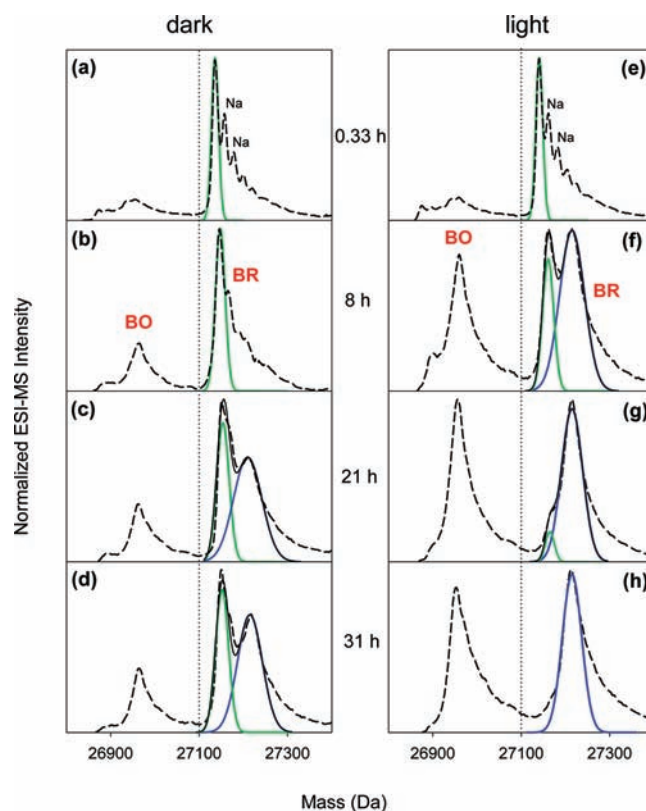 dark light
(a) Na Na 0.33 h (e) Na Na
(b) BO BR 8 h (f) BO BR
(c) 21 h (g)
(d) 31 h (h)
Normalized ESI-MS Intensity
26900 27100 27300 26900 27100 27300
Mass (Da)